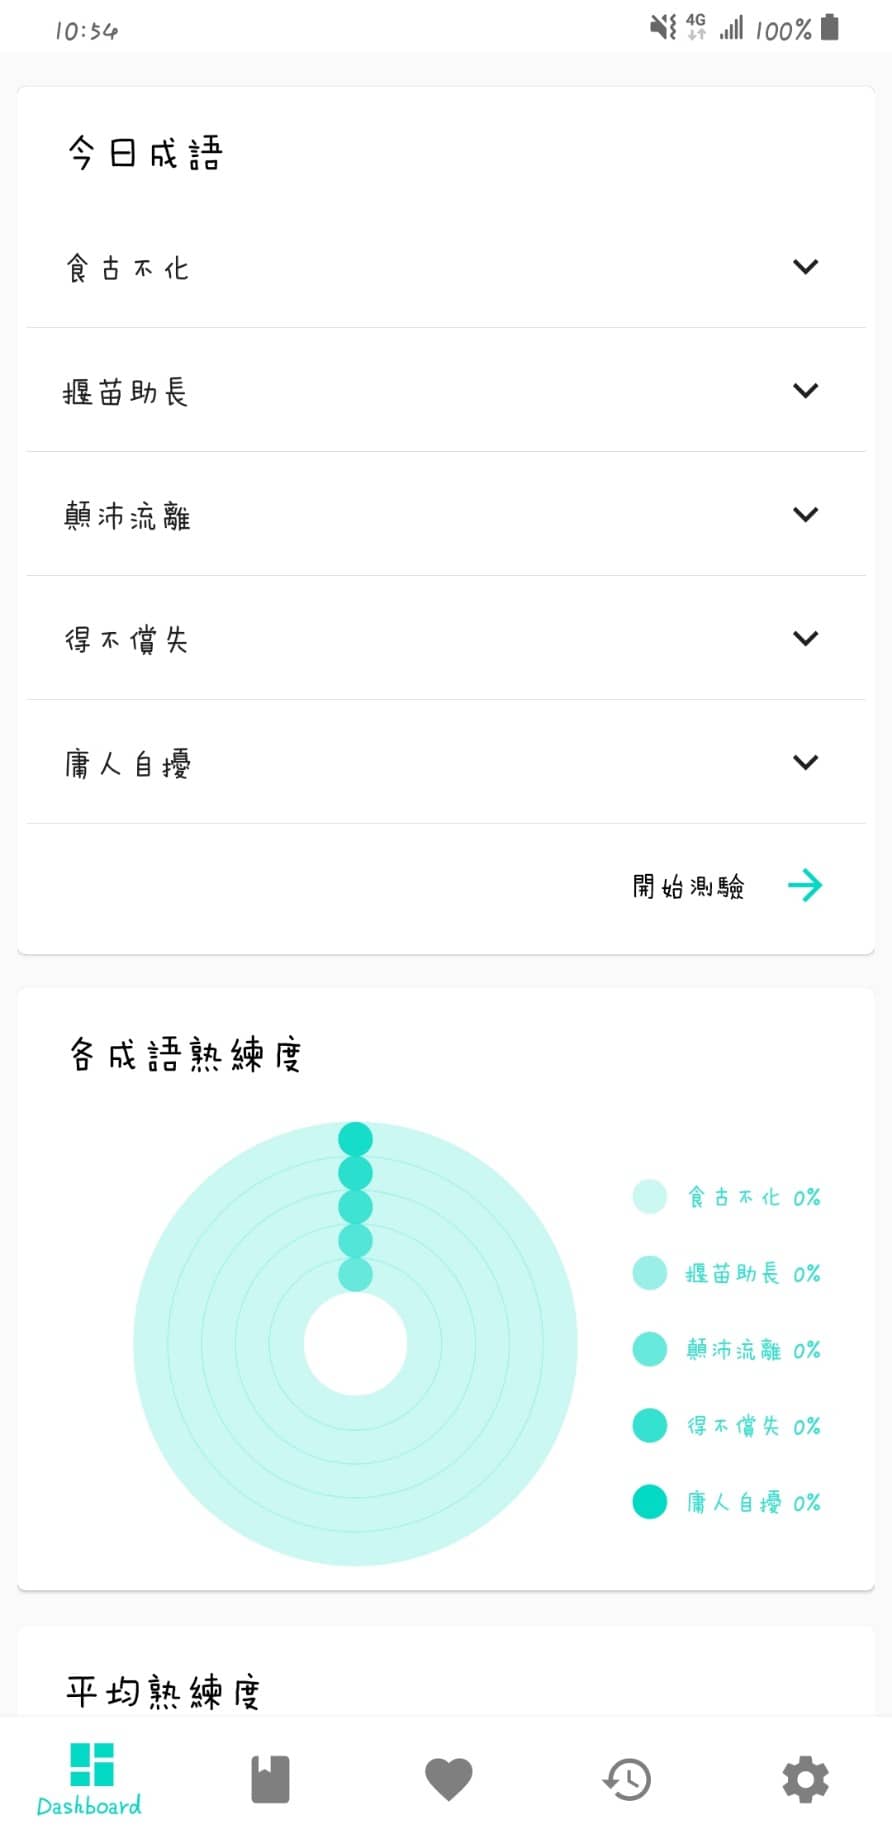 10:54 4G 100%
今日成語
食古不化
揠苗助長
顛沛流離
得不償失
庸人自擾
開始測驗
各成語熟練度
食古不化 0%
揠苗助長 0%
顛沛流離 0%
得不償失 0%
庸人自擾 0%
平均熟練度
Dashboard